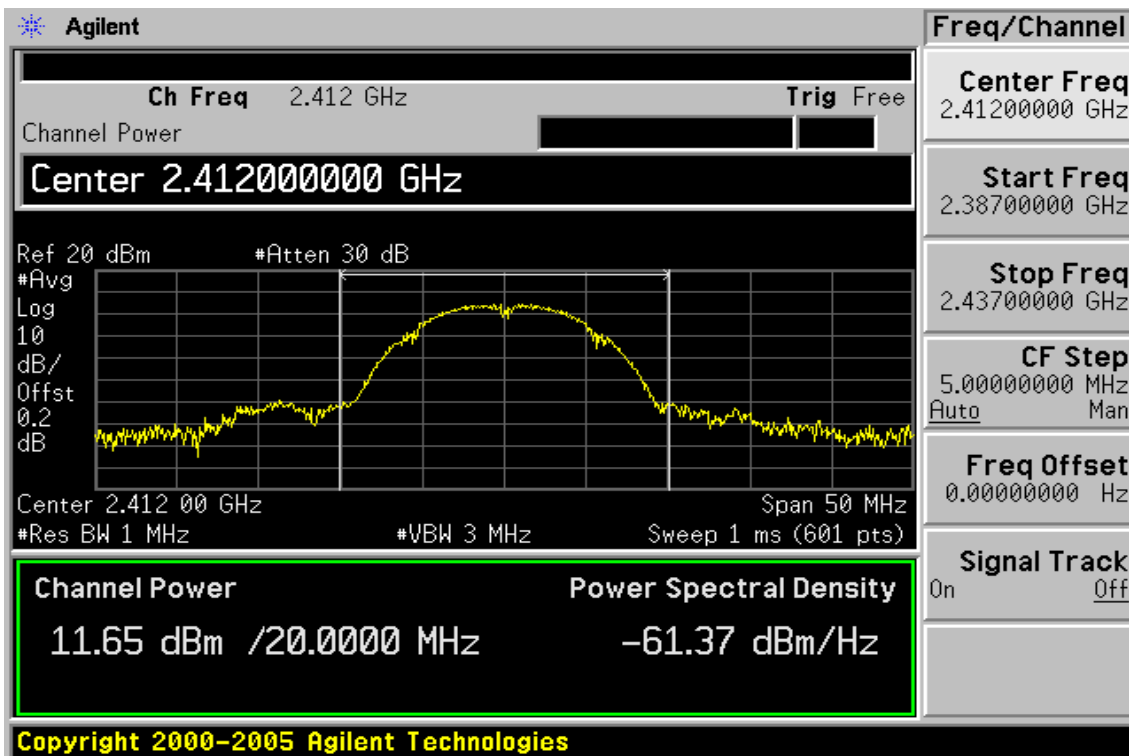 Agilent
Freq/Channel
Ch Freq 2.412 GHz Trig Free
Channel Power
Center 2.412000000 GHz
Ref 20 dBm #Atten 30 dB
#Avg
Log
10
dB/
Offst
0.2
dB
Center 2.412 00 GHz Span 50 MHz
#Res BW 1 MHz #VBW 3 MHz Sweep 1 ms (601 pts)
Channel Power Power Spectral Density
11.65 dBm /20.0000 MHz -61.37 dBm/Hz
Center Freq
2.41200000 GHz
Start Freq
2.38700000 GHz
Stop Freq
2.43700000 GHz
CF Step
5.00000000 MHz
Auto Man
Freq Offset
0.00000000 Hz
Signal Track
On Off
Copyright 2000-2005 Agilent Technologies